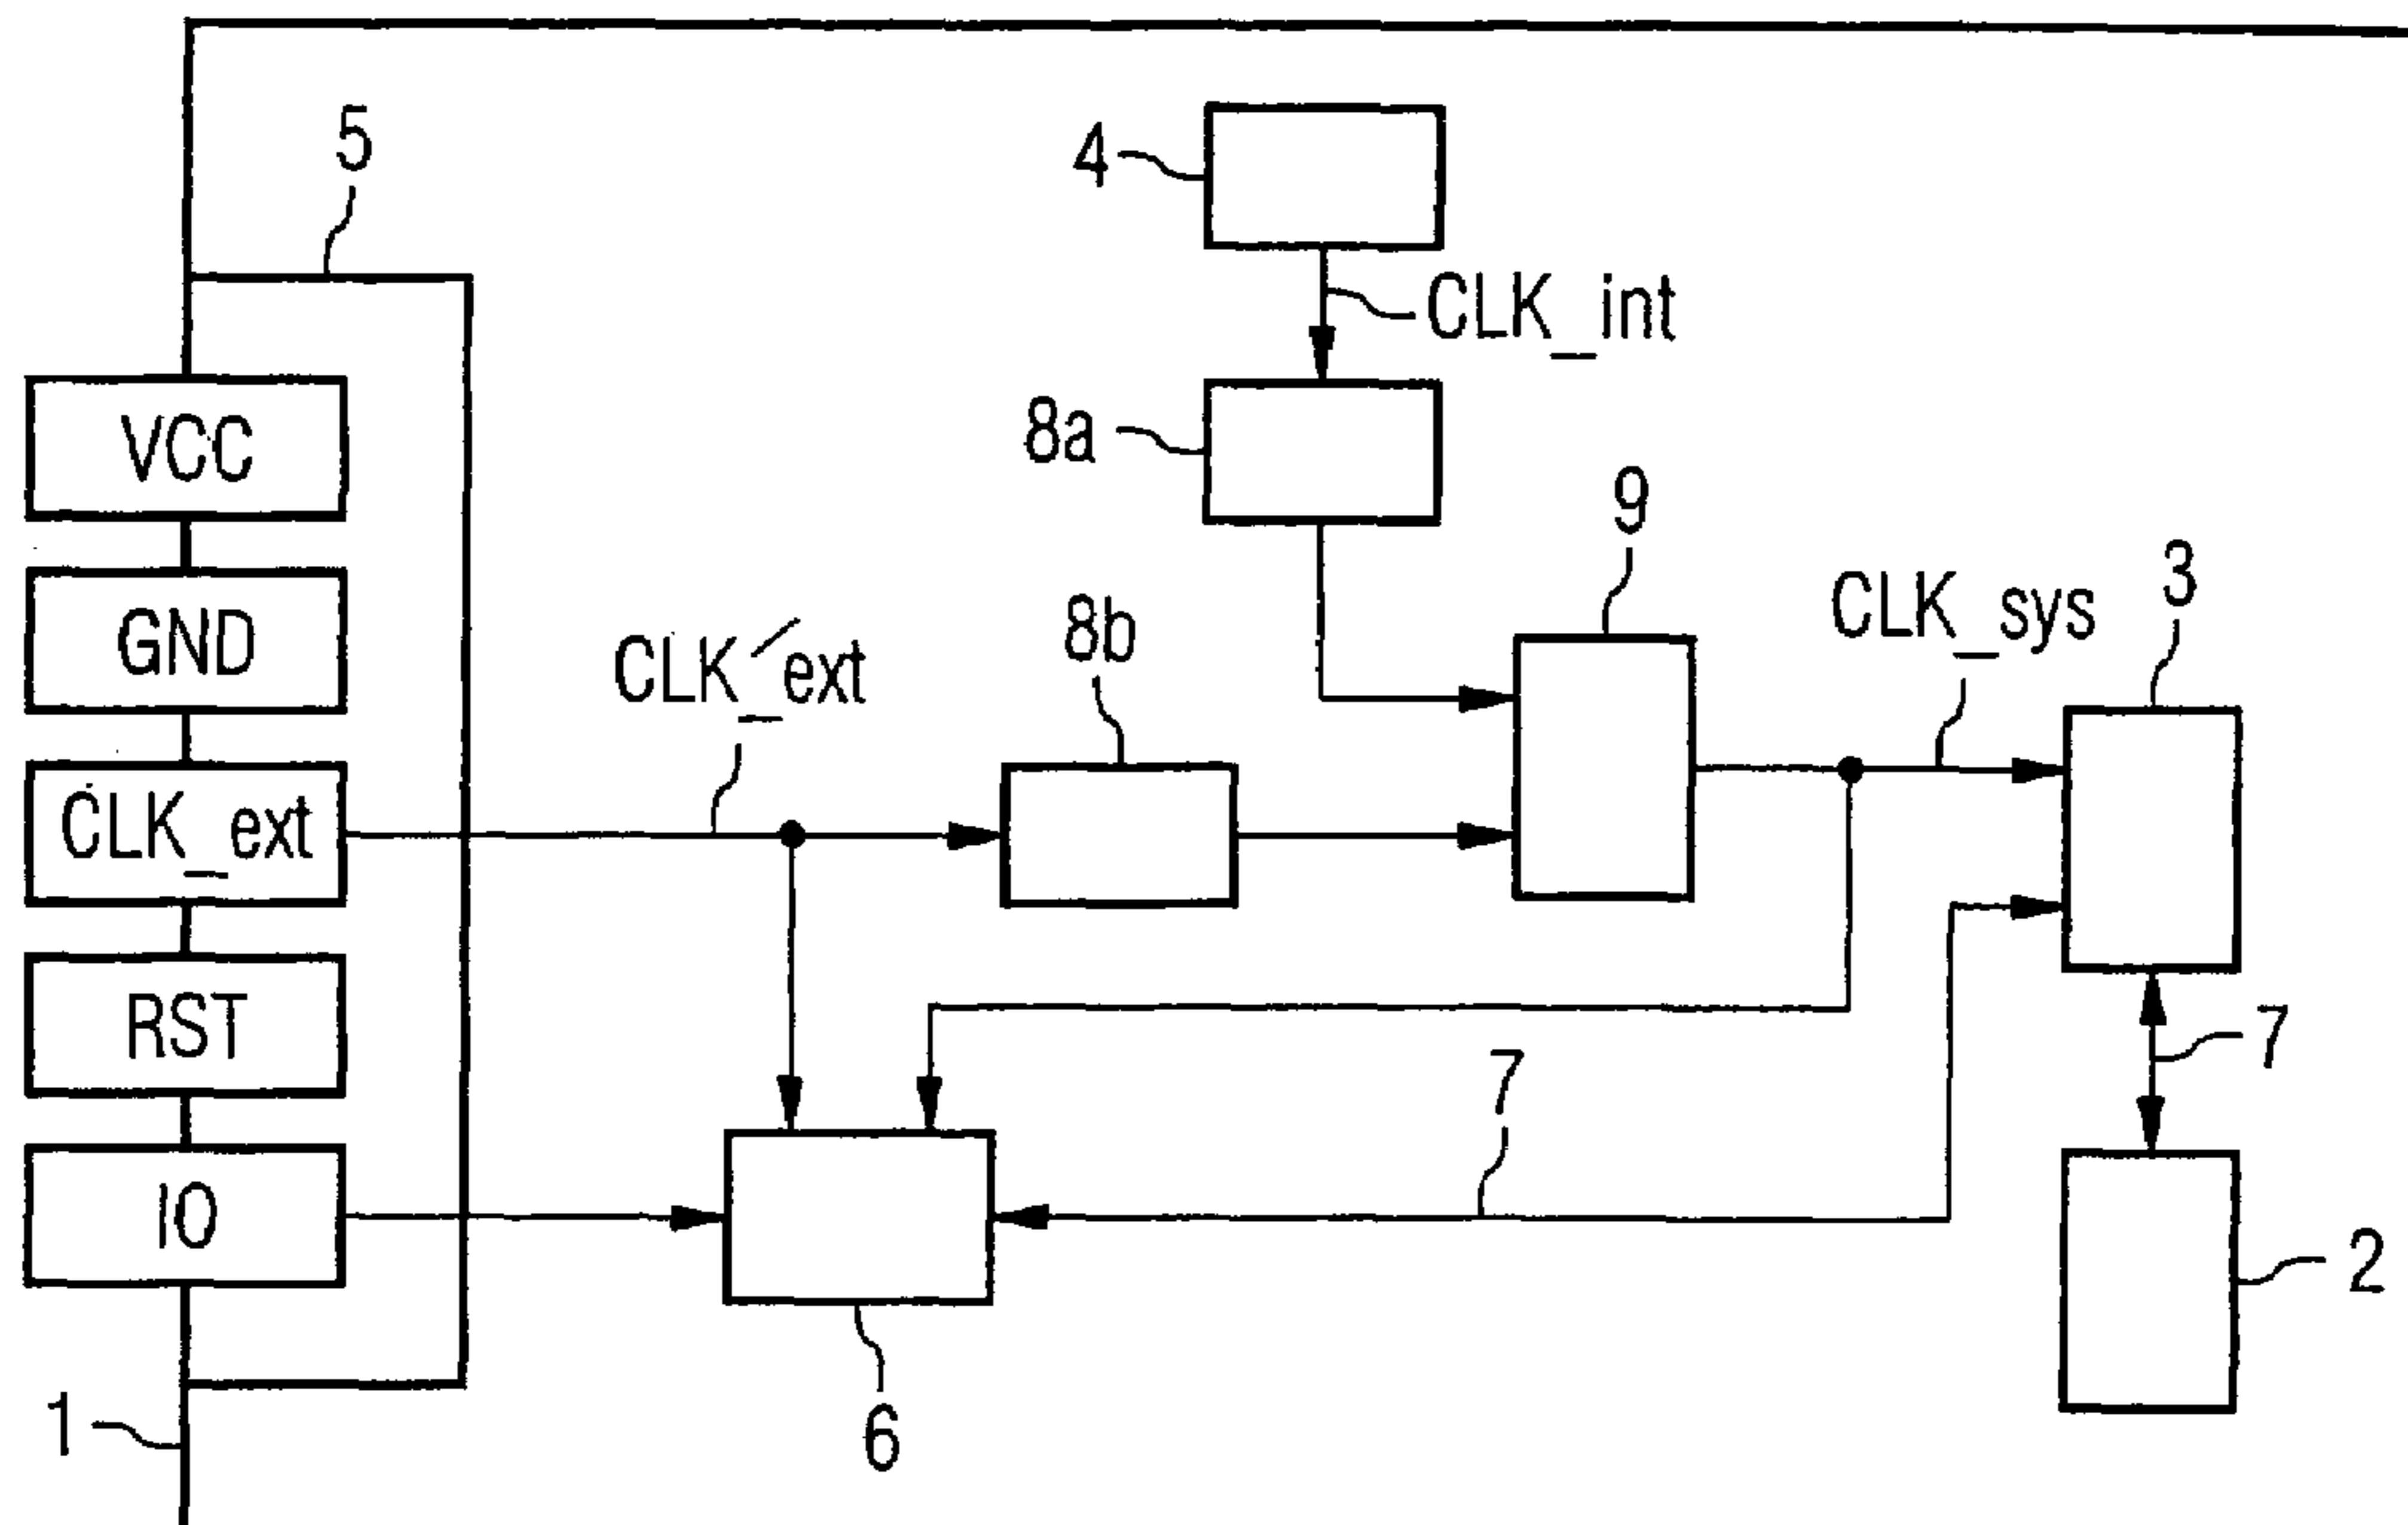 5
4
CLK_int
8a
VCC
9
3
CLK_sys
8b
GND
CLK_ext
CLK_ext
RST
7
7
IO
2
1
6